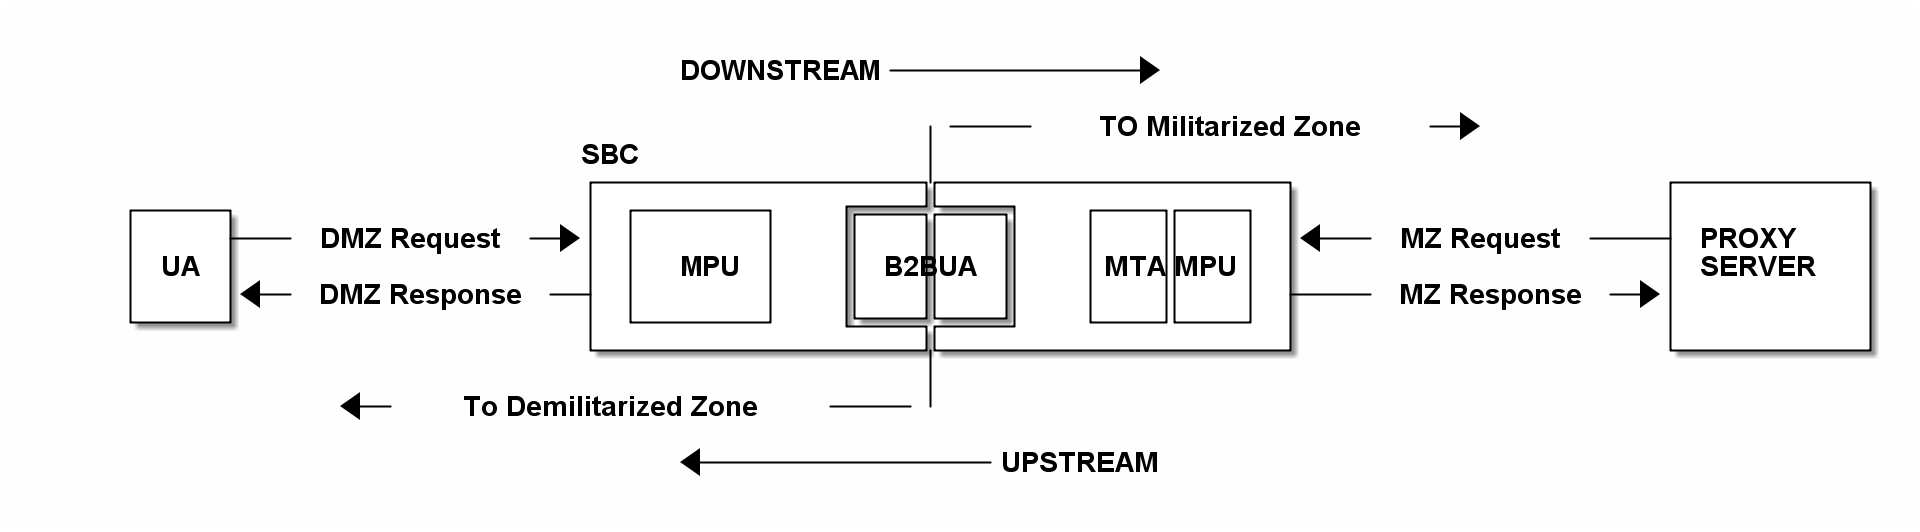 DOWNSTREAM
TO Militarized Zone
SBC
UA
DMZ Request
DMZ Response
MPU
B2BUA
MTA MPU
MZ Request
MZ Response
PROXY
SERVER
To Demilitarized Zone
UPSTREAM